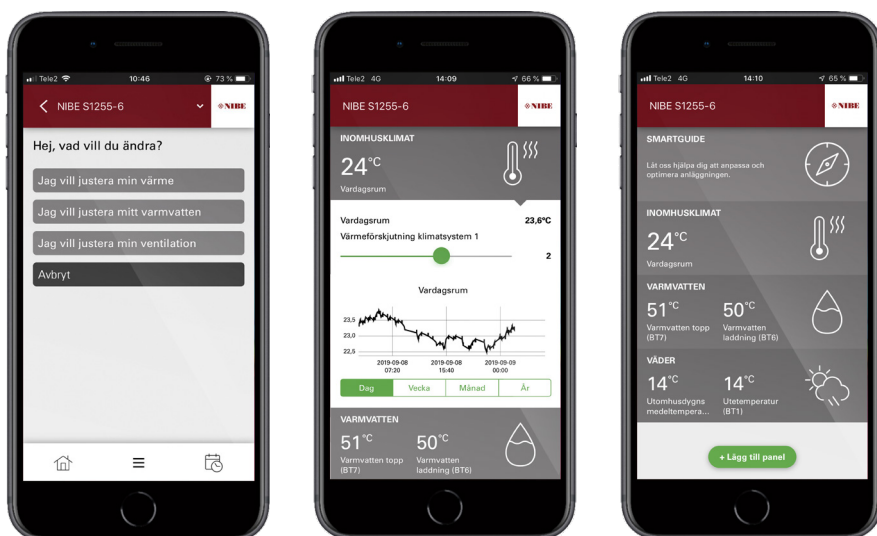 Tele2
10:46
73 %
NIBE S1255-6
NIBE
Hej, vad vill du ändra?
Jag vill justera min värme
Jag vill justera mitt varmvatten
Jag vill justera min ventilation
Avbryt
Tele2 4G
14:09
66 %
NIBE S1255-6
NIBE
INOMHUSKLIMAT
24°C
Vardagsrum
Vardagsrum 23,6°C
Värmeförskjutning klimatsystem 1
2
Vardagsrum
23,5
23,0
22,5
2019-09-08 2019-09-08 2019-09-09
07:20 15:40 00:00
Dag Vecka Månad År
VARMVATTEN
51°C 50°C
Varmvatten topp Varmvatten
(BT7) laddning (BT6)
Tele2 4G
14:10
65 %
NIBE S1255-6
NIBE
SMARTGUIDE
Låt oss hjälpa dig att anpassa och
optimera anläggningen.
INOMHUSKLIMAT
24°C
Vardagsrum
VARMVATTEN
51°C 50°C
Varmvatten topp Varmvatten
(BT7) laddning (BT6)
VÄDER
14°C 14°C
Utomhusdygns Utetemperatur
medeltempera... (BT1)
+ Lägg till panel